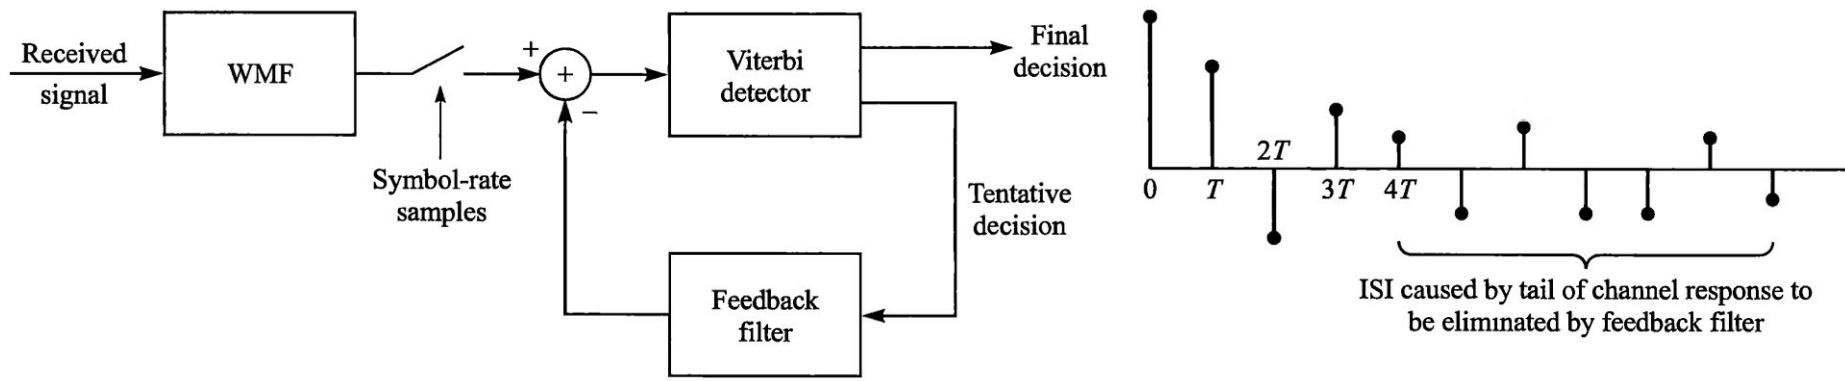 Received
signal
WMF
+
+
−
Symbol-rate
samples
Viterbi
detector
Final
decision
Tentative
decision
Feedback
filter
0
T
2T
3T
4T
ISI caused by tail of channel response to
be eliminated by feedback filter